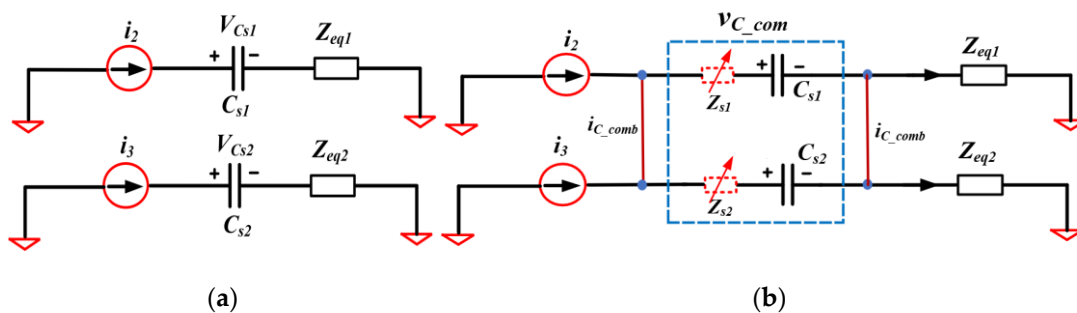 i2 VCs1 Zeq1
+ -
Cs1
i3 VCs2 Zeq2
+ -
Cs2
(a)
vC_com
i2 Zeq1
+ -
Zs1 Cs1
iC_comb iC_comb
i3 Cs2 Zeq2
+ -
Zs2
(b)